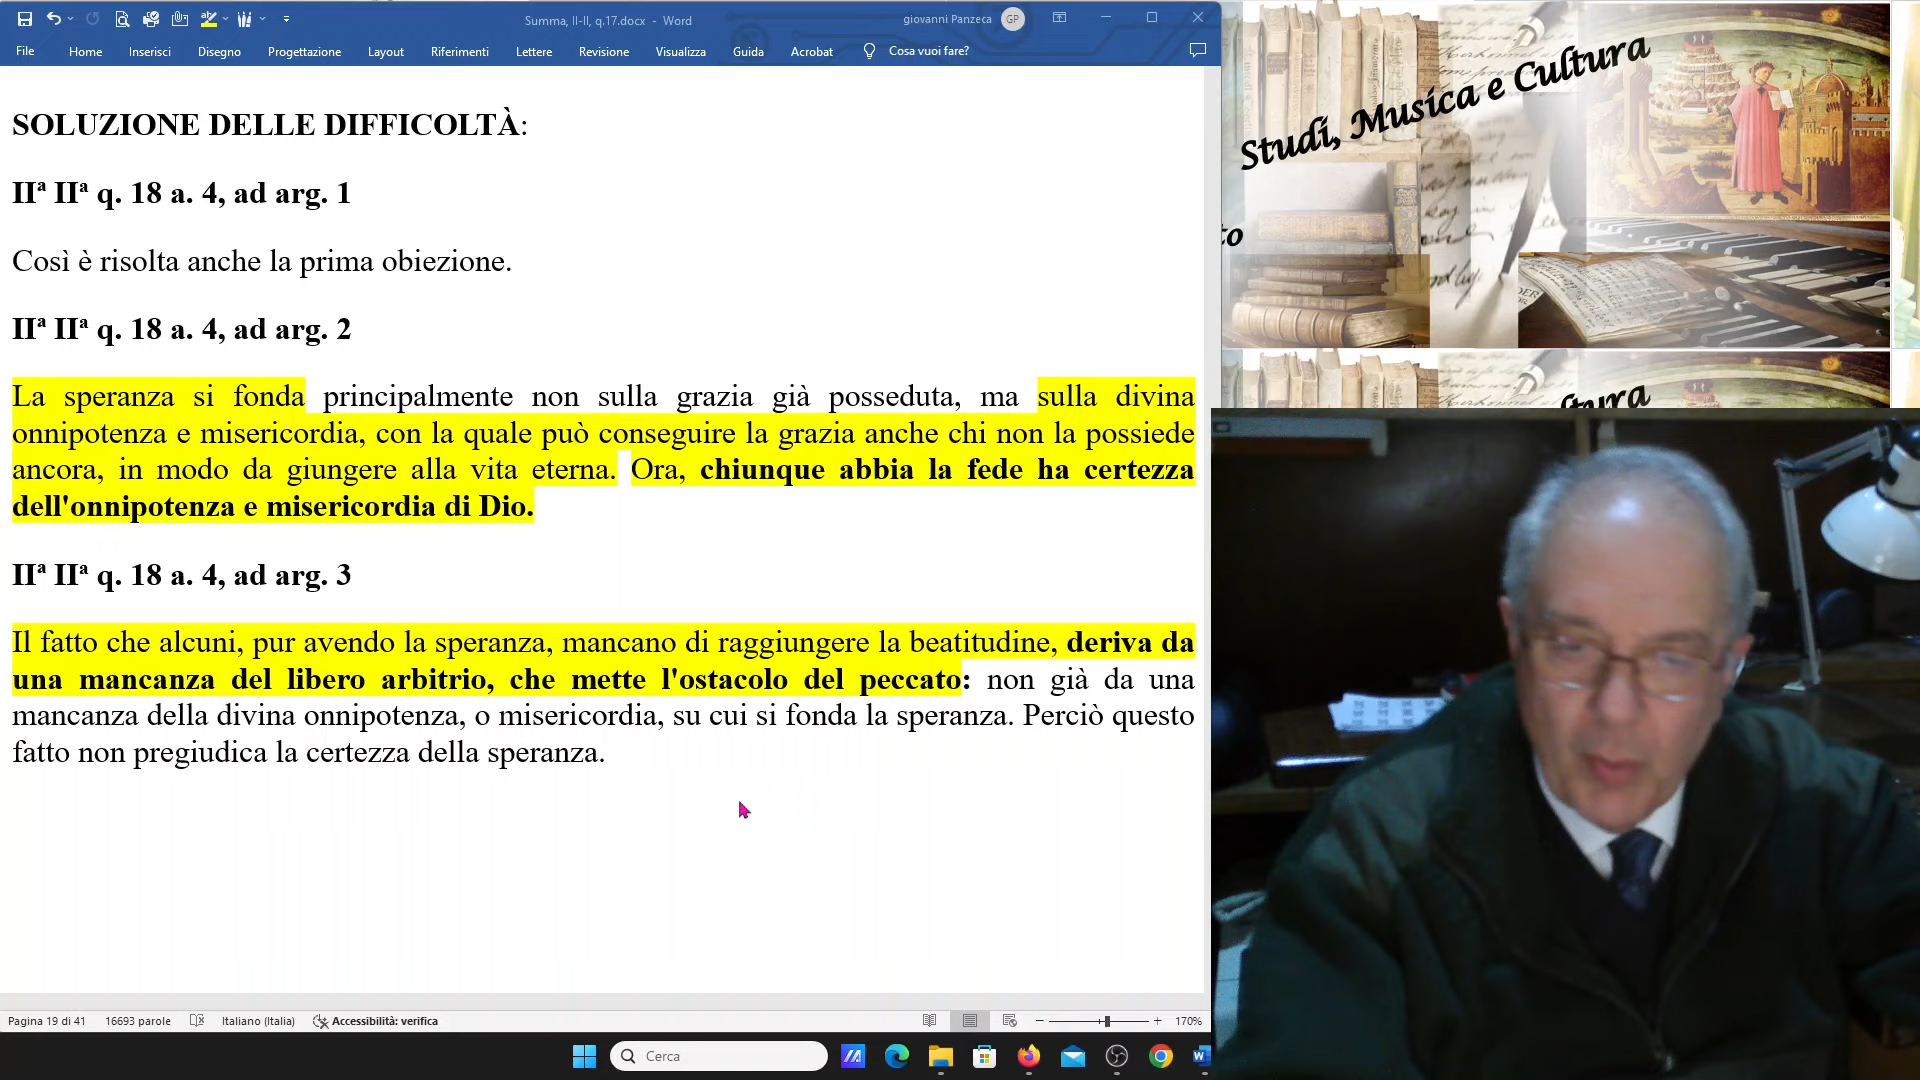 Summa, II-II, q.17.docx - Word
giovanni Panzeca
GP
File
Home
Inserisci
Disegno
Progettazione
Layout
Riferimenti
Lettere
Revisione
Visualizza
Guida
Acrobat
Cosa vuoi fare?
SOLUZIONE DELLE DIFFICOLTÀ:
IIª IIª q. 18 a. 4, ad arg. 1
Così è risolta anche la prima obiezione.
IIª IIª q. 18 a. 4, ad arg. 2
La speranza si fonda principalmente non sulla grazia già posseduta, ma sulla divina
onnipotenza e misericordia, con la quale può conseguire la grazia anche chi non la possiede
ancora, in modo da giungere alla vita eterna. Ora, chiunque abbia la fede ha certezza
dell'onnipotenza e misericordia di Dio.
IIª IIª q. 18 a. 4, ad arg. 3
Il fatto che alcuni, pur avendo la speranza, mancano di raggiungere la beatitudine, deriva da
una mancanza del libero arbitrio, che mette l'ostacolo del peccato: non già da una
mancanza della divina onnipotenza, o misericordia, su cui si fonda la speranza. Perciò questo
fatto non pregiudica la certezza della speranza.
Pagina 19 di 41
16693 parole
Italiano (Italia)
Accessibilità: verifica
170%
Cerca
Studi, Musica e Cultura
to
ltura